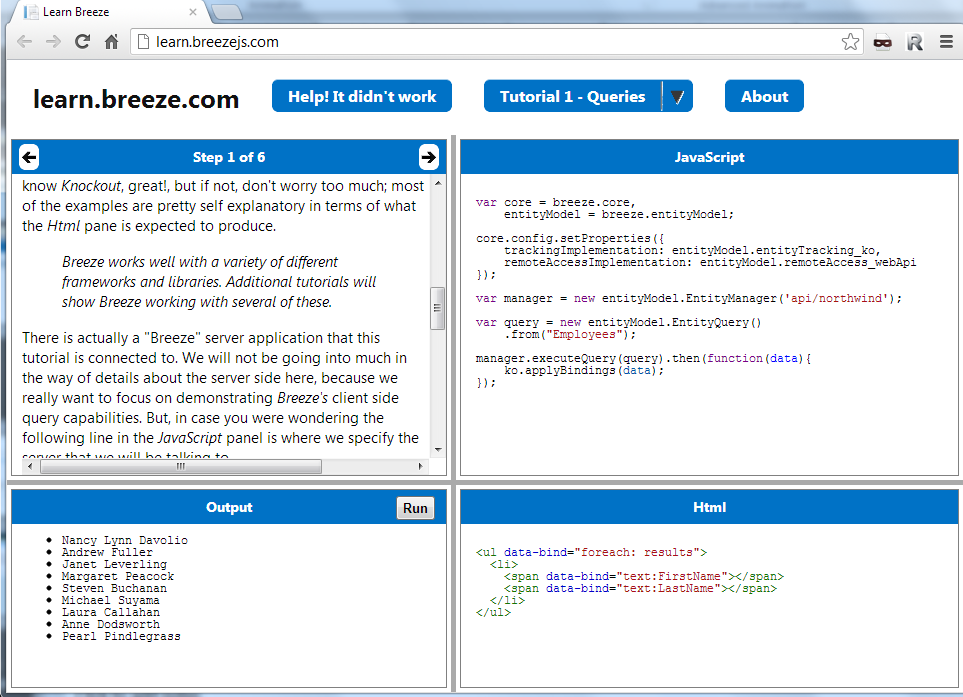 Learn Breeze
learn.breezejs.com
learn.breeze.com
Help! It didn't work
Tutorial 1 - Queries
About
Step 1 of 6
know Knockout, great!, but if not, don't worry too much; most
of the examples are pretty self explanatory in terms of what
the Html pane is expected to produce.
Breeze works well with a variety of different
frameworks and libraries. Additional tutorials will
show Breeze working with several of these.
There is actually a "Breeze" server application that this
tutorial is connected to. We will not be going into much in
the way of details about the server side here, because we
really want to focus on demonstrating Breeze's client side
query capabilities. But, in case you were wondering the
following line in the JavaScript panel is where we specify the
server that we will be talking to
JavaScript
var core = breeze.core,
    entityModel = breeze.entityModel;
core.config.setProperties({
    trackingImplementation: entityModel.entityTracking_ko,
    remoteAccessImplementation: entityModel.remoteAccess_webApi
});
var manager = new entityModel.EntityManager('api/northwind');
var query = new entityModel.EntityQuery()
    .from("Employees");
manager.executeQuery(query).then(function(data){
    ko.applyBindings(data);
});
Output
Run
Nancy Lynn Davolio
Andrew Fuller
Janet Leverling
Margaret Peacock
Steven Buchanan
Michael Suyama
Laura Callahan
Anne Dodsworth
Pearl Pindlegrass
Html
<ul data-bind="foreach: results">
  <li>
    <span data-bind="text:FirstName"></span>
    <span data-bind="text:LastName"></span>
  </li>
</ul>